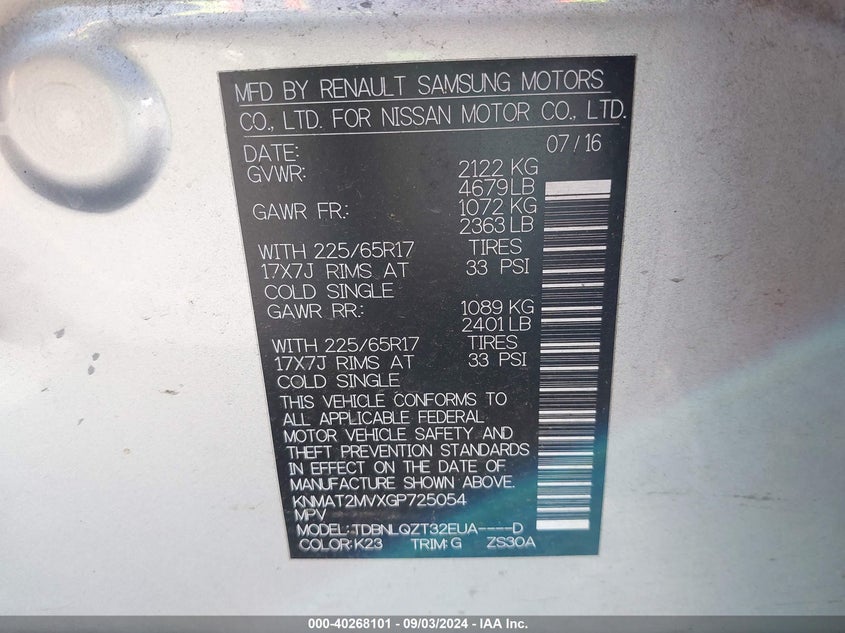 MFD BY RENAULT SAMSUNG MOTORS
CO., LTD. FOR NISSAN MOTOR CO., LTD.
DATE: 07/16
GVWR: 2122 KG
4679LB
GAWR FR.: 1072 KG
2363 LB
WITH 225/65R17 TIRES
17X7J RIMS AT 33 PSI
COLD SINGLE
GAWR RR.: 1089 KG
2401 LB
WITH 225/65R17 TIRES
17X7J RIMS AT 33 PSI
COLD SINGLE
THIS VEHICLE CONFORMS TO
ALL APPLICABLE FEDERAL
MOTOR VEHICLE SAFETY AND
THEFT PREVENTION STANDARDS
IN EFFECT ON THE DATE OF
MANUFACTURE SHOWN ABOVE.
KNMAT2MVXGP725054
MPV
MODEL: TDBNLQZT32EUA----D
COLOR: K23 TRIM: G ZS30A
000-40268101 - 09/03/2024 - IAA Inc.